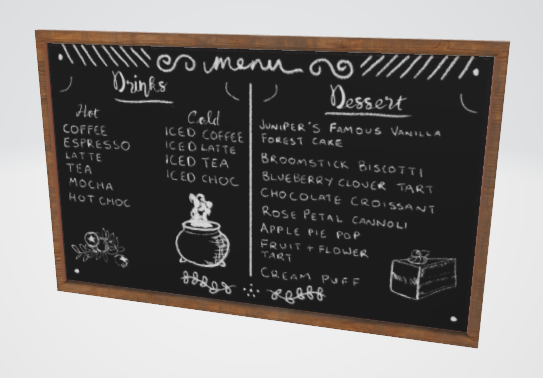 menu
Drinks
Hot
COFFEE
ESPRESSO
LATTE
TEA
MOCHA
HOT CHOC
Cold
ICED COFFEE
ICED LATTE
ICED TEA
ICED CHOC
Dessert
JUNIPER'S FAMOUS VANILLA
FOREST CAKE
BROOMSTICK BISCOTTI
BLUEBERRY CLOVER TART
CHOCOLATE CROISSANT
ROSE PETAL CANNOLI
APPLE PIE POP
FRUIT + FLOWER
TART
CREAM PUFF